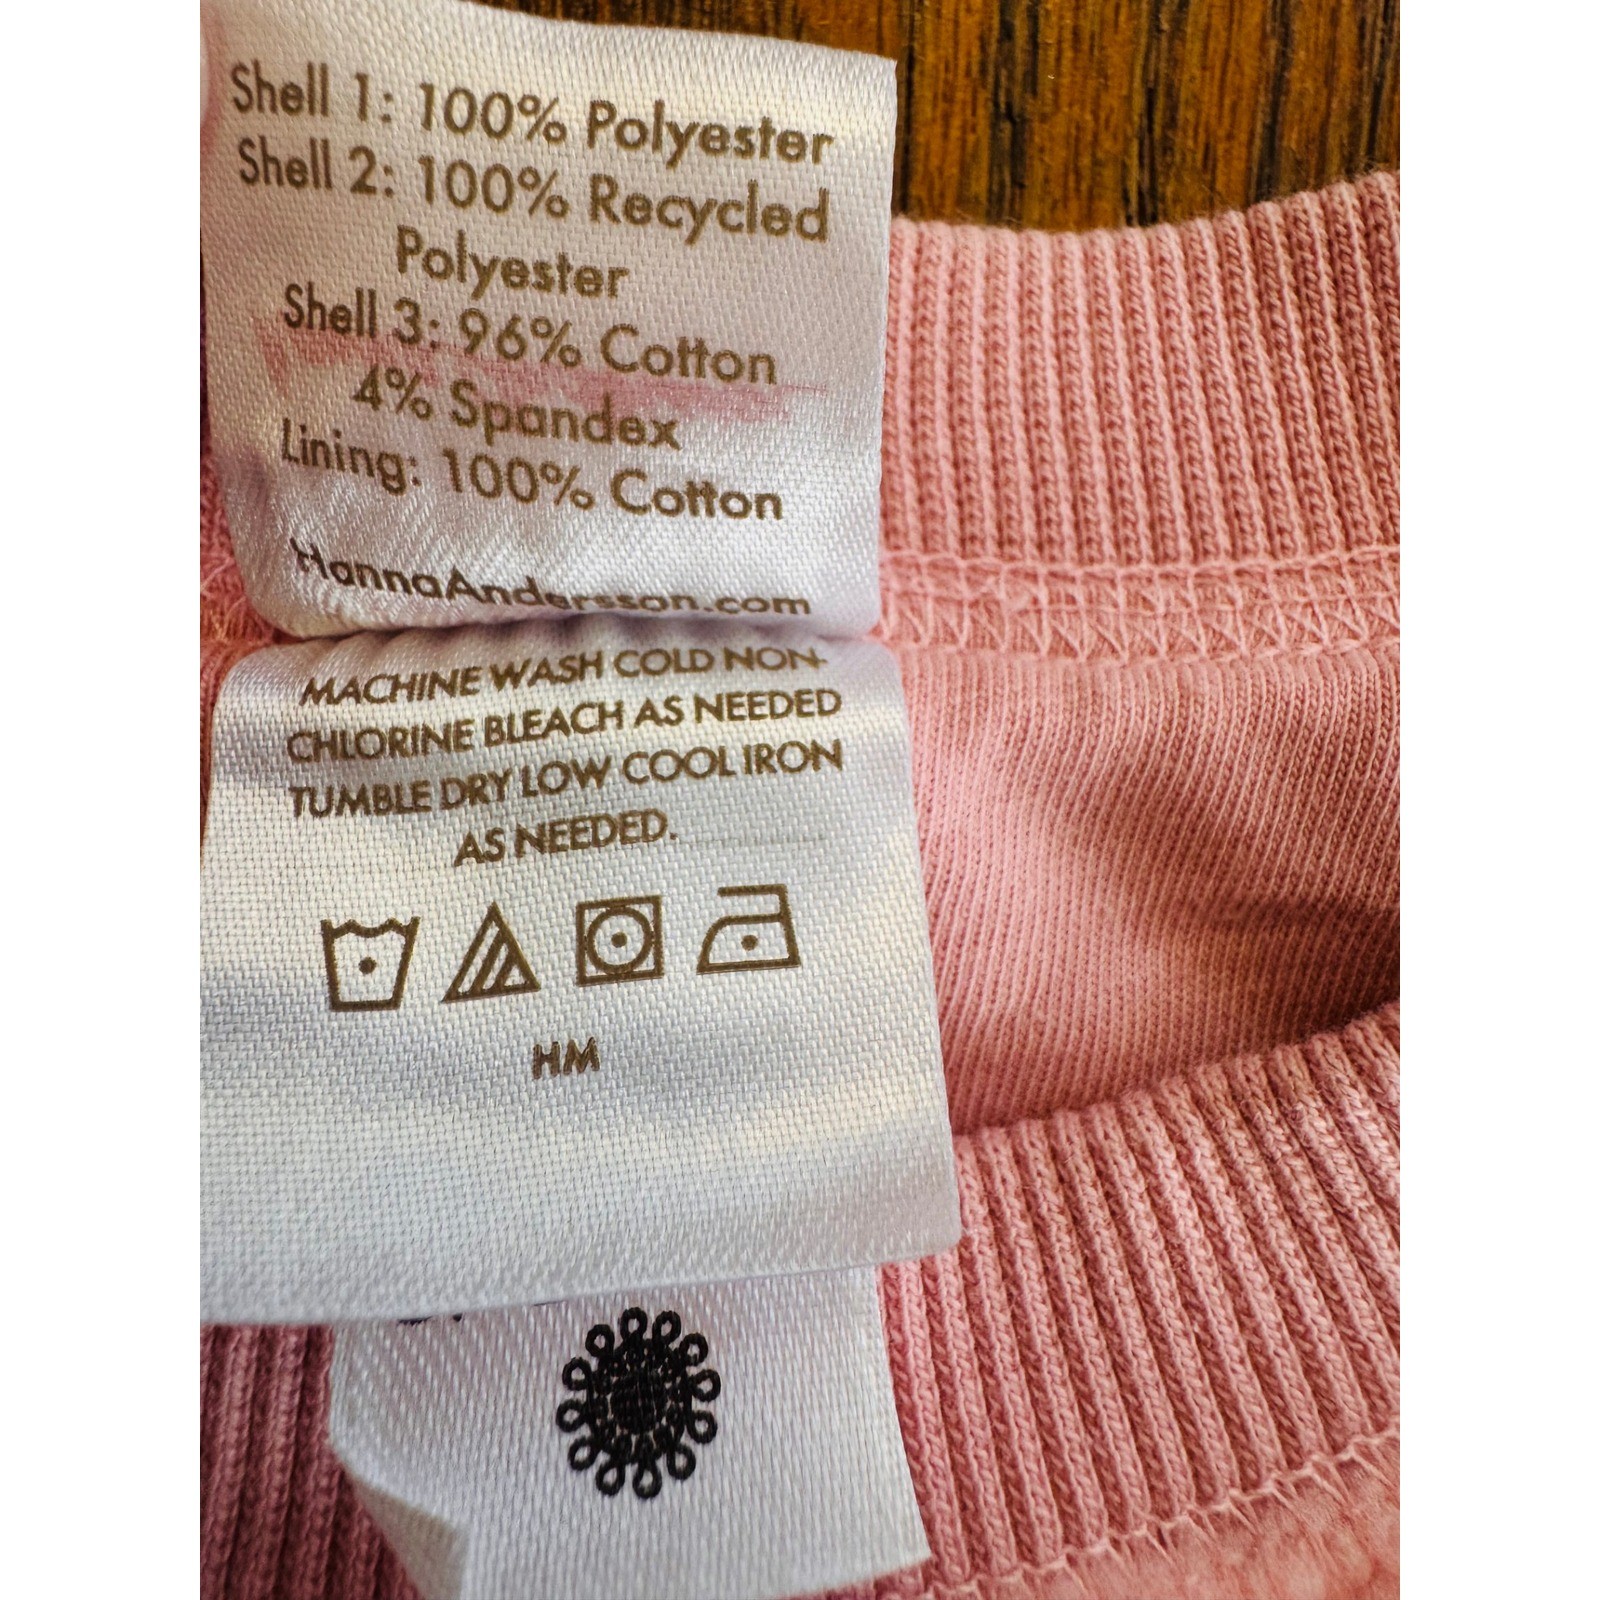 Shell 1: 100% Polyester
Shell 2: 100% Recycled
Polyester
Shell 3: 96% Cotton
4% Spandex
Lining: 100% Cotton
HannaAndersson.com
MACHINE WASH COLD NON-
CHLORINE BLEACH AS NEEDED
TUMBLE DRY LOW COOL IRON
AS NEEDED.
HM